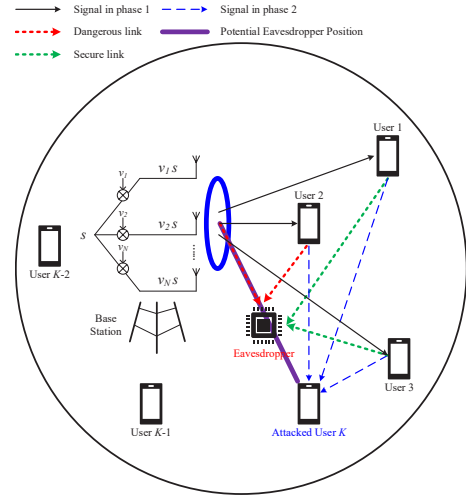 Signal in phase 1
Signal in phase 2
Dangerous link
Potential Eavesdropper Position
Secure link
User 1
v1
v1 s
User 2
v2
v2 s
s
vN
User K-2
vN s
Base
Station
Eavesdropper
User 3
User K-1
Attacked User K